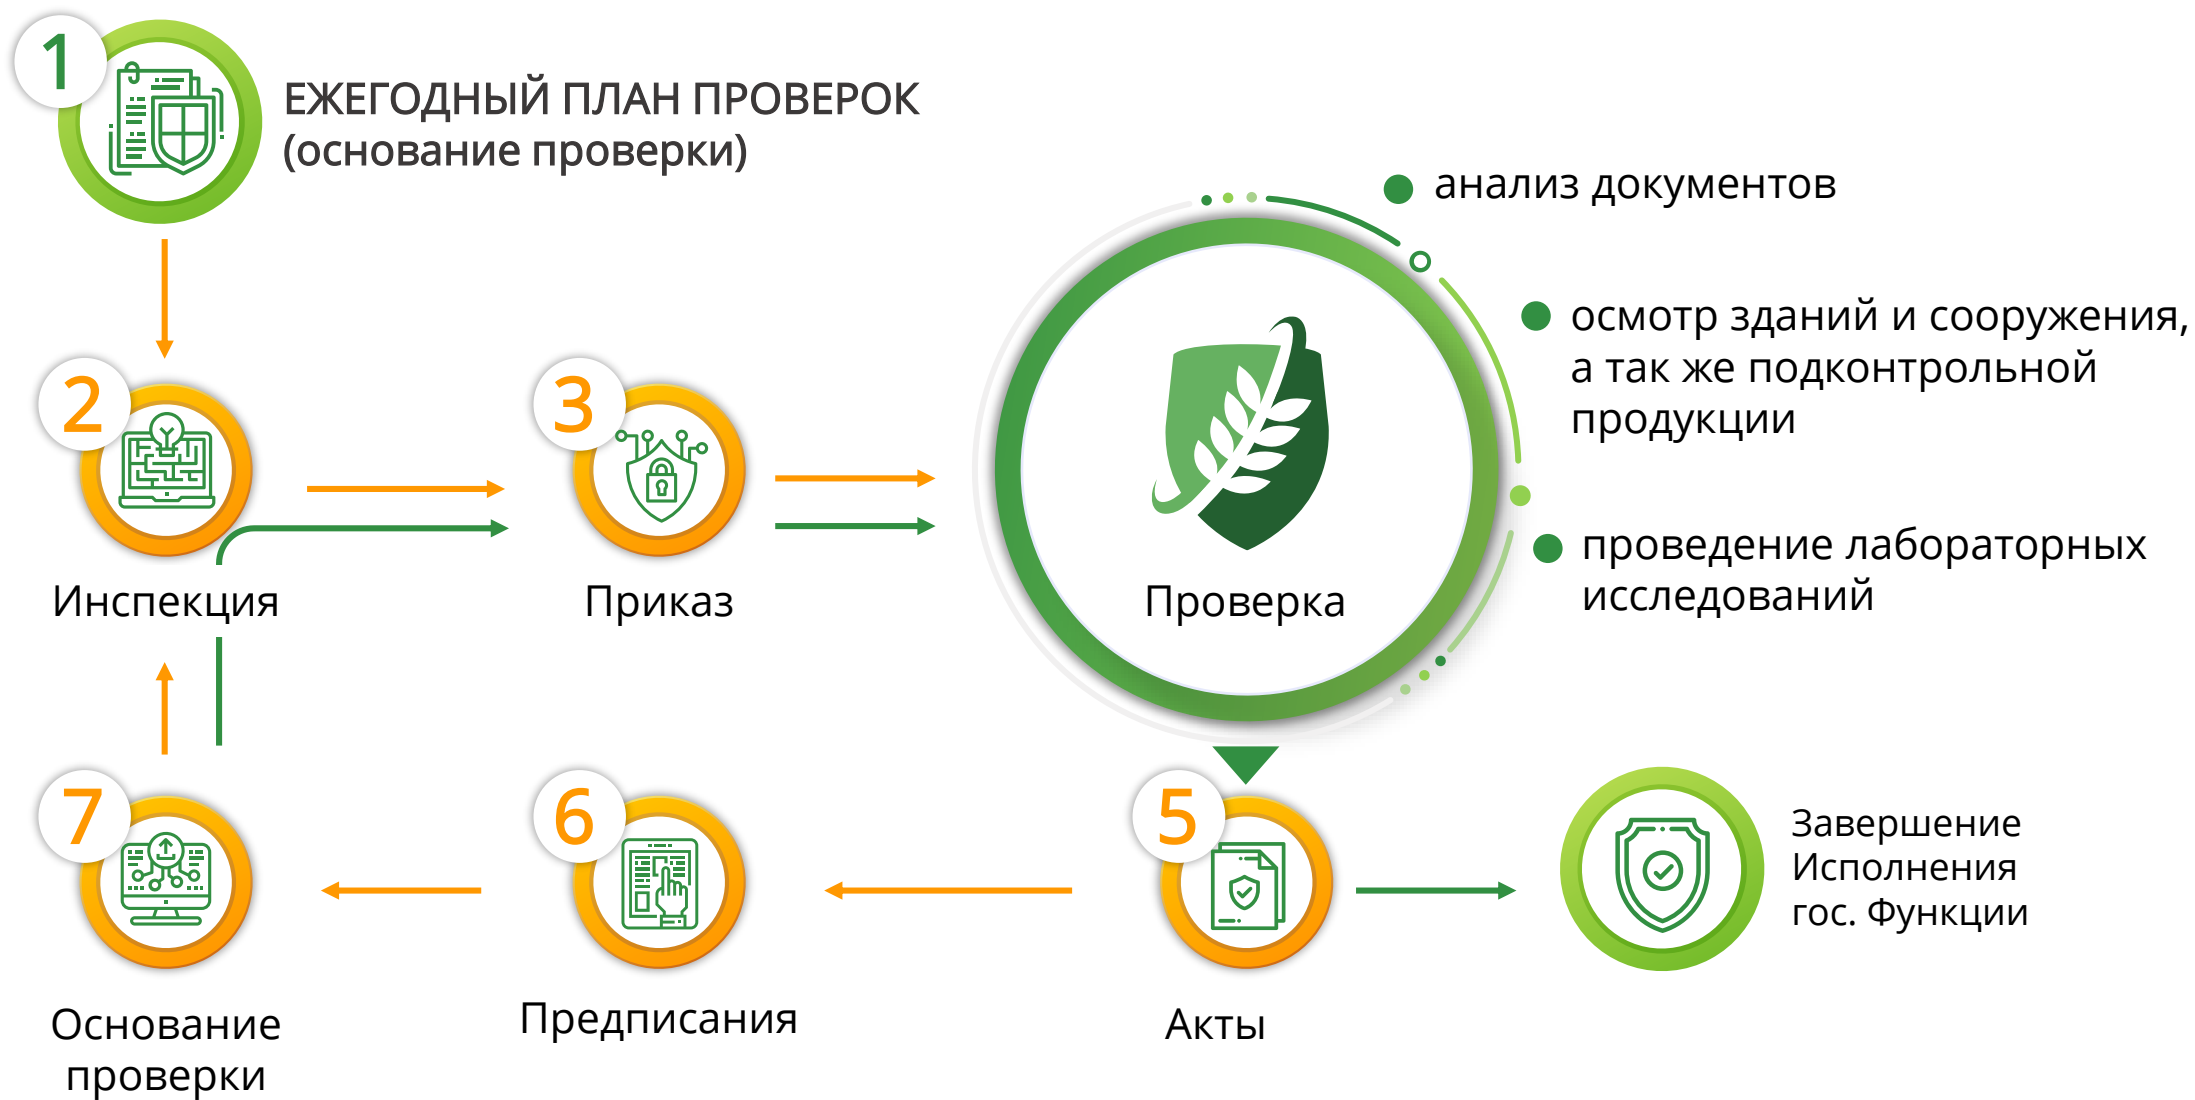 1
ЕЖЕГОДНЫЙ ПЛАН ПРОВЕРОК
(основание проверки)
анализ документов
осмотр зданий и сооружения,
а так же подконтрольной
продукции
проведение лабораторных
исследований
2
Инспекция
3
Приказ
Проверка
7
Основание
проверки
6
Предписания
5
Акты
Завершение
Исполнения
гос. Функции